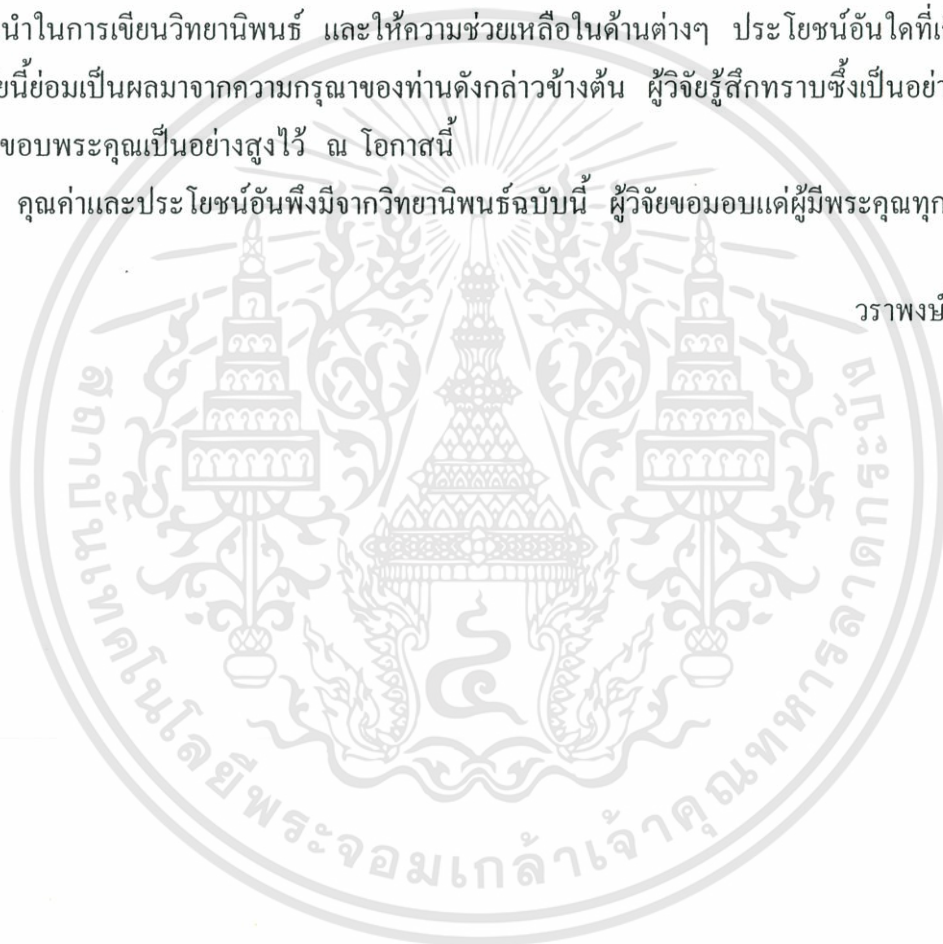 นำในการเขียนวิทยานิพนธ์ และให้ความช่วยเหลือในด้านต่างๆ ประโยชน์อันใดที่เ
ยนี้ย่อมเป็นผลมาจากความกรุณาของท่านดังกล่าวข้างต้น ผู้วิจัยรู้สึกทราบซึ้งเป็นอย่า
ขอบพระคุณเป็นอย่างสูงไว้ ณ โอกาสนี้
คุณค่าและประโยชน์อันพึงมีจากวิทยานิพนธ์ฉบับนี้ ผู้วิจัยขอมอบแด่ผู้มีพระคุณทุก
วราพงษ์
สถาบันเทคโนโลยีพระจอมเกล้าเจ้าคุณทหารลาดกระบัง